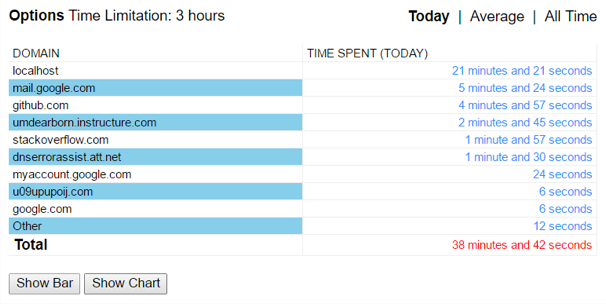 Options Time Limitation: 3 hours Today | Average | All Time
DOMAIN TIME SPENT (TODAY)
localhost 21 minutes and 21 seconds
mail.google.com 5 minutes and 24 seconds
github.com 4 minutes and 57 seconds
umdearborn.instructure.com 2 minutes and 45 seconds
stackoverflow.com 1 minute and 57 seconds
dnserrorassist.att.net 1 minute and 30 seconds
myaccount.google.com 24 seconds
u09upupoij.com 6 seconds
google.com 6 seconds
Other 12 seconds
Total 38 minutes and 42 seconds
Show Bar Show Chart